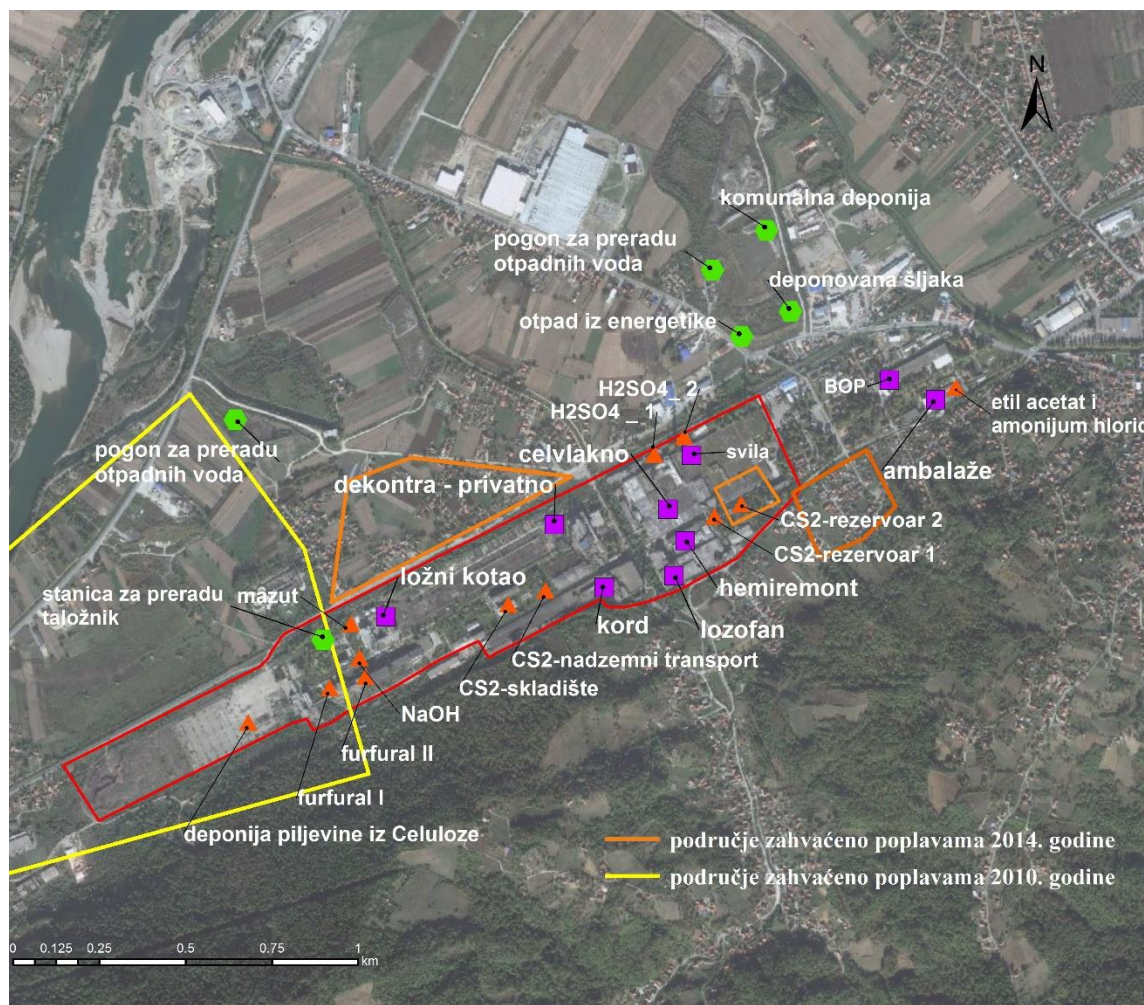 N
komunalna deponija
pogon za preradu
otpadnih voda
deponovana šljaka
otpad iz energetike
H2SO4_ 2
H2SO4_ 1
BOP
etil acetat i
amonijum hlorid
ambalaže
celvlakno
svila
pogon za preradu
otpadnih voda
dekontra - privatno
CS2-rezervoar 2
CS2-rezervoar 1
ložni kotao
hemiremont
stanica za preradu
taložnik
mazut
kord
lozofan
CS2-nadzemni transport
CS2-skladište
NaOH
furfural II
furfural I
deponija piljevine iz Celuloze
područje zahvaćeno poplavama 2014. godine
područje zahvaćeno poplavama 2010. godine
0 0.125 0.25 0.5 0.75 1
km